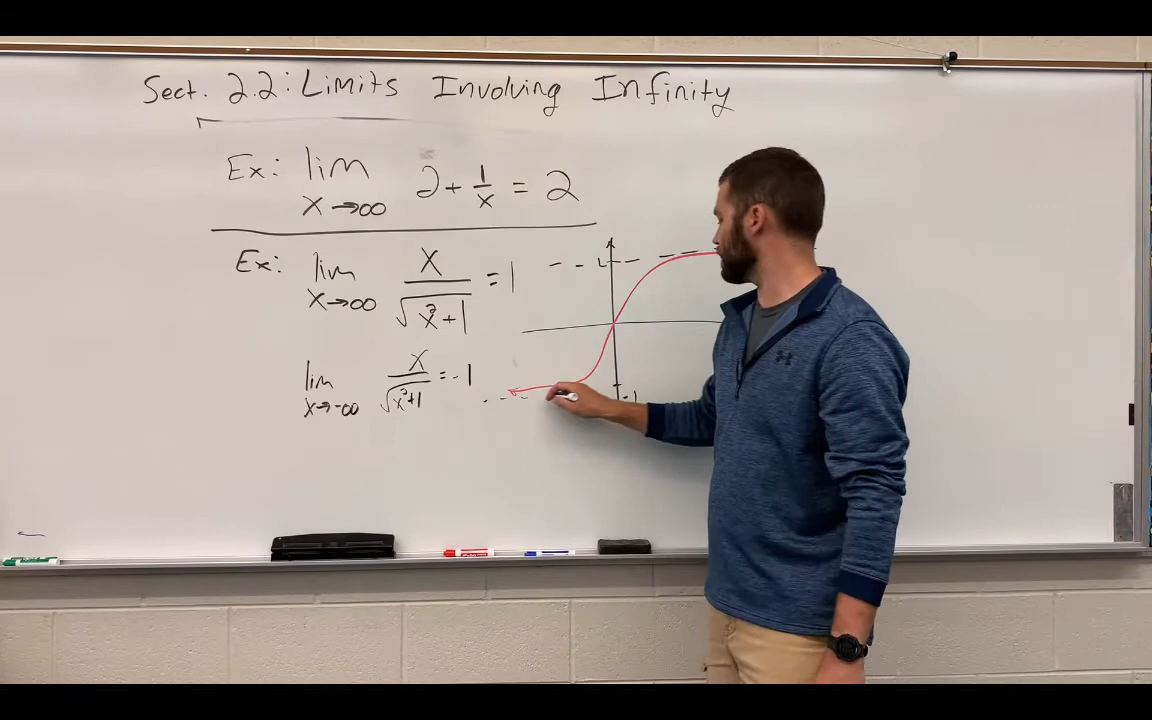 Sect. 2.2: Limits Involving Infinity
Ex: lim x→∞ 2 + 1/x = 2
Ex: lim x→∞ x/√(x²+1) = 1
lim x→-∞ x/√(x²+1) = -1
-1